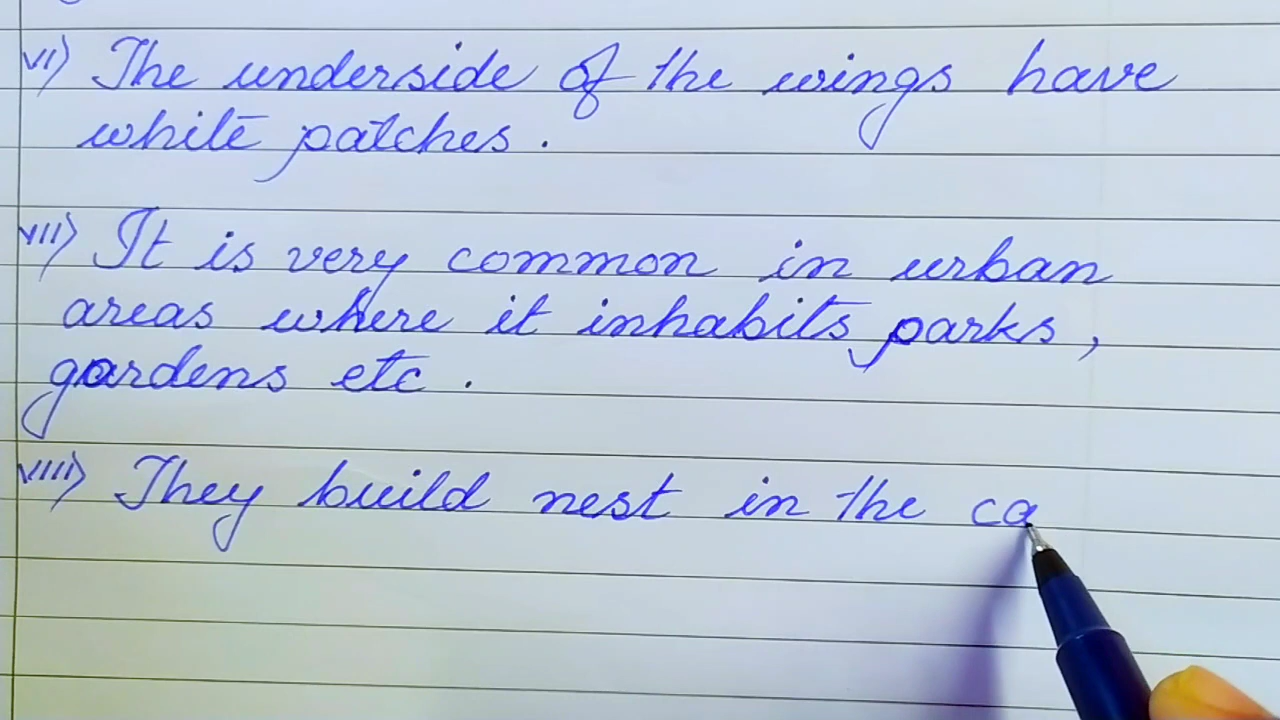 vi) The underside of the wings have
white patches.
vii) It is very common in urban
areas where it inhabits parks,
gardens etc.
viii) They build nest in the ca